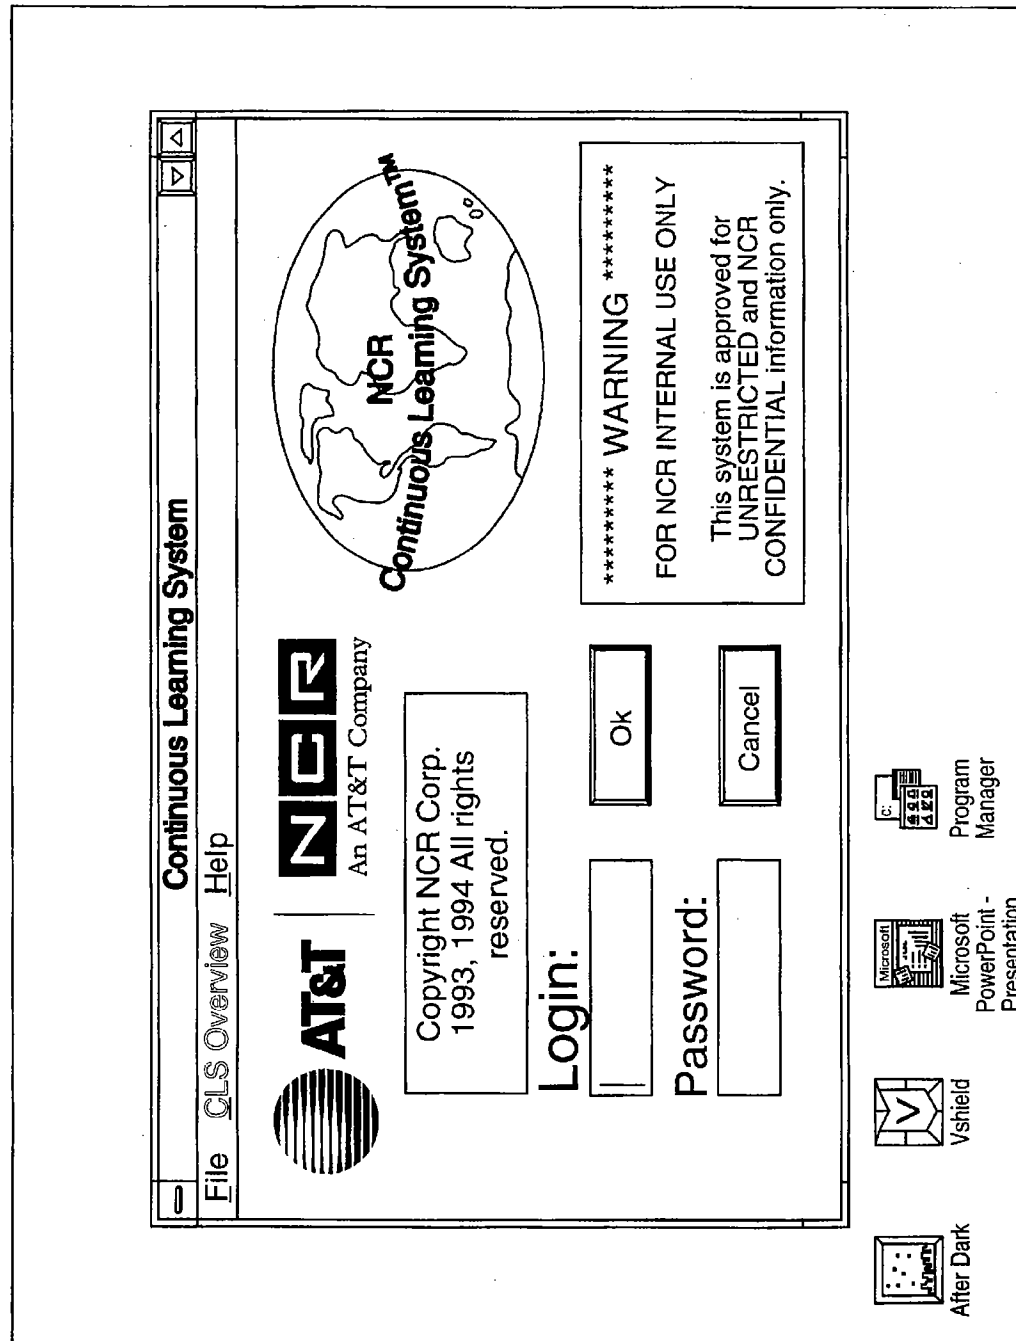 Continuous Learning System
File CLS Overview Help
AT&T
NCR
An AT&T Company
NCR
Continuous Learning System™
Copyright NCR Corp.
1993, 1994 All rights
reserved.
Login:
Ok
Password:
Cancel
********* WARNING *********
FOR NCR INTERNAL USE ONLY
This system is approved for
UNRESTRICTED and NCR
CONFIDENTIAL information only.
After Dark
V
Vshield
Microsoft
Microsoft
PowerPoint -
Presentation
c:
Program
Manager